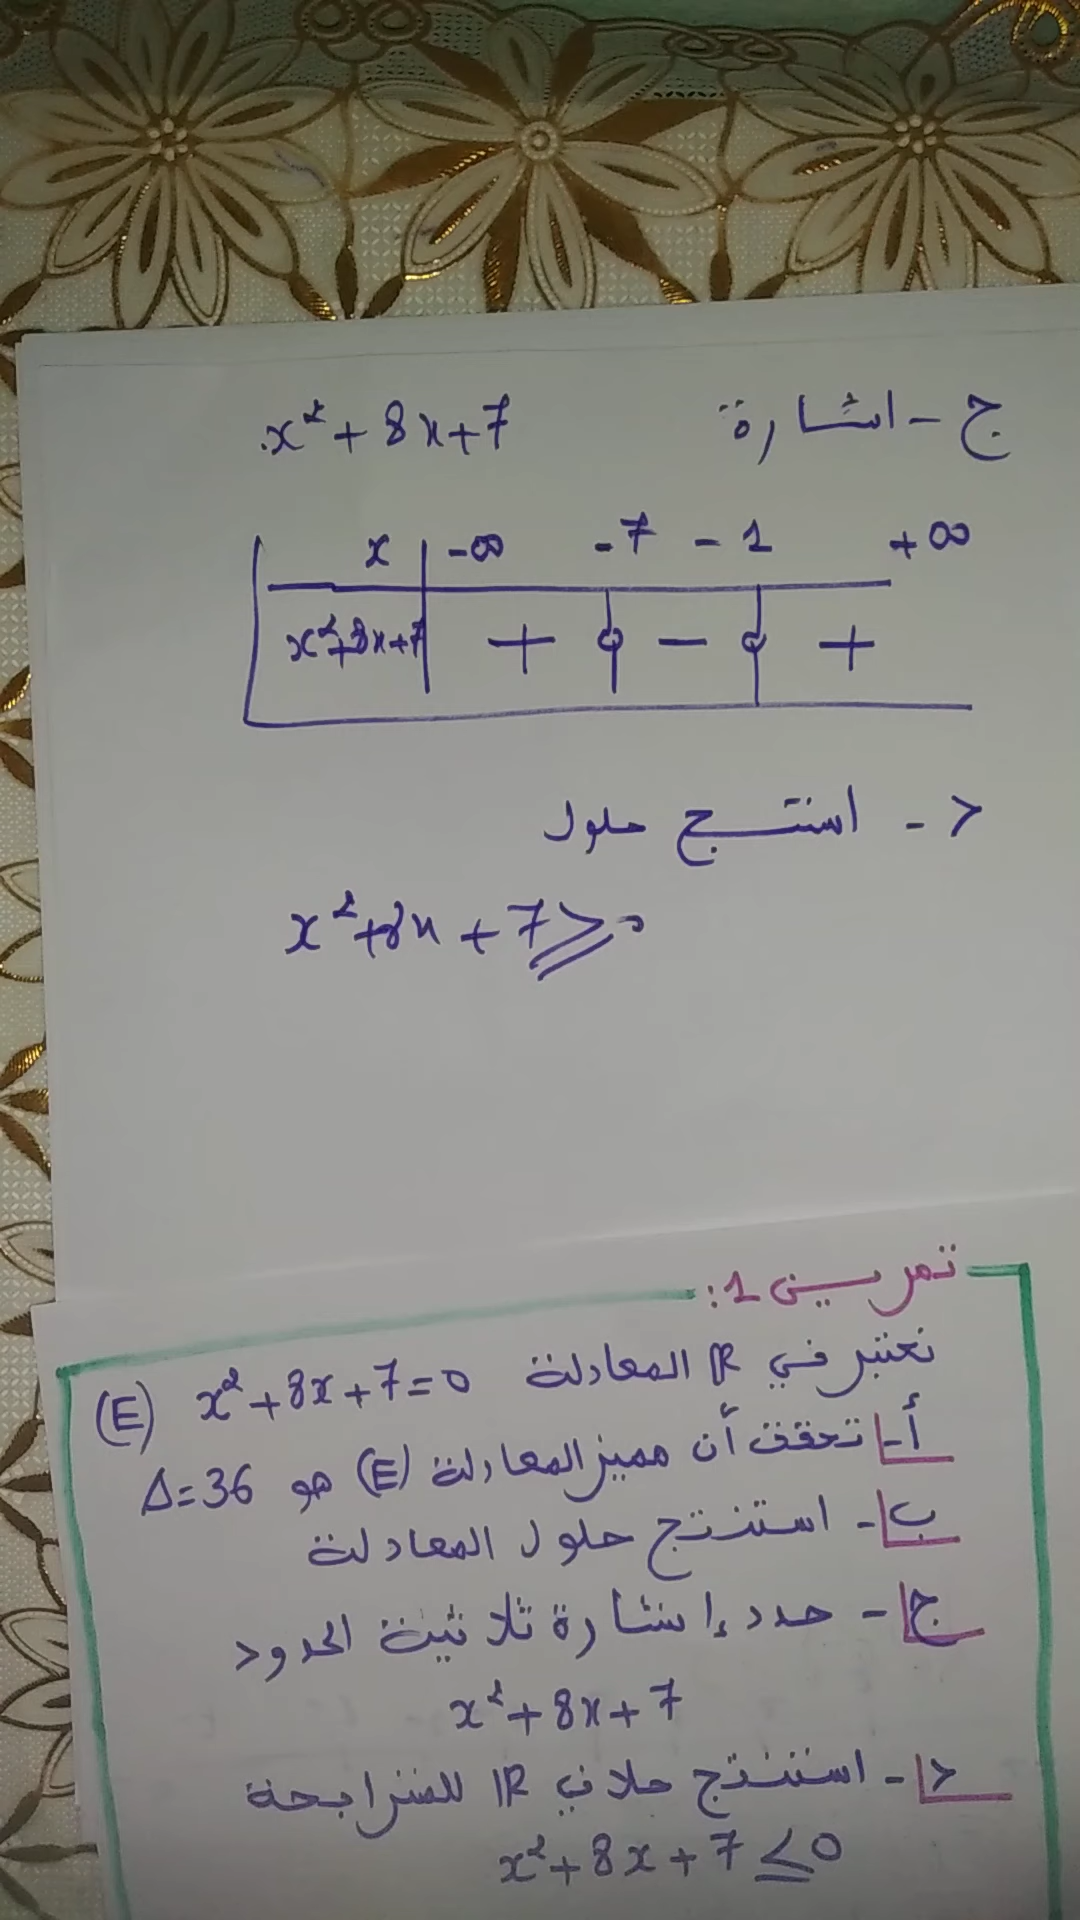 ج - اشارة x² + 8x + 7
x -∞ -7 -1 +∞
x²+8x+7 + 0 - 0 +
د - استنتج حلول
x² + 8x + 7 ≥ 0
تمرين 1:
نعتبر في ℝ المعادلة x² + 8x + 7 = 0 (E)
أ- تحقق أن مميز المعادلة (E) هو Δ = 36
ب - استنتج حلول المعادلة
ج - حدد إشارة ثلاثية الحدود
x² + 8x + 7
د - استنتج حلا في ℝ للمتراجحة
x² + 8x + 7 ≤ 0